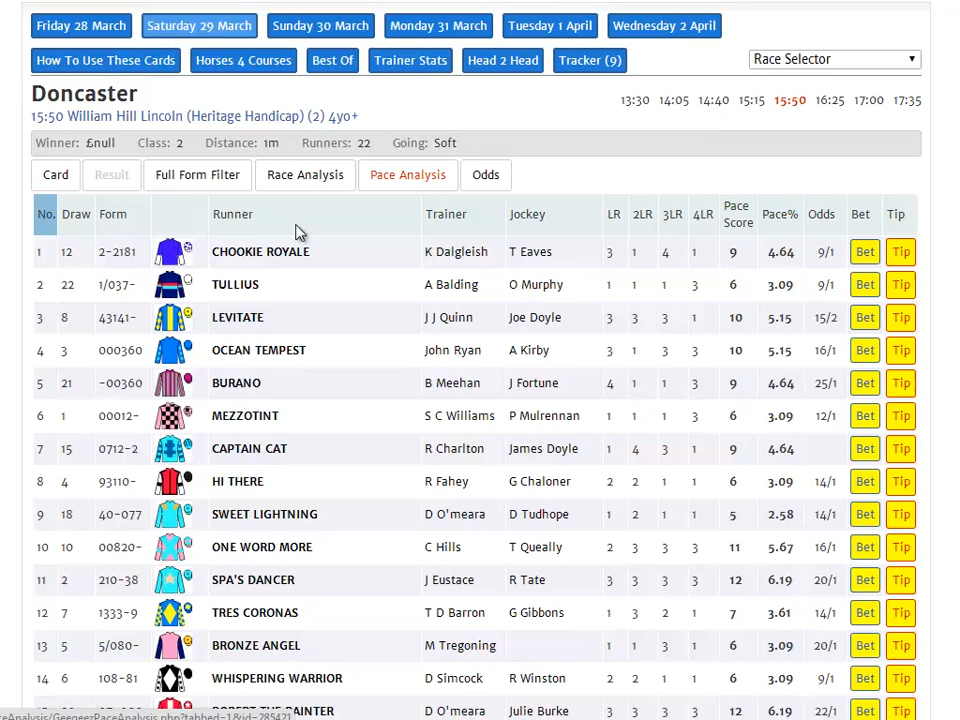 Friday 28 March Saturday 29 March Sunday 30 March Monday 31 March Tuesday 1 April Wednesday 2 April
How To Use These Cards Horses 4 Courses Best Of Trainer Stats Head 2 Head Tracker (9) Race Selector
Doncaster 13:30 14:05 14:40 15:15 15:50 16:25 17:00 17:35
15:50 William Hill Lincoln (Heritage Handicap) (2) 4yo+
Winner: £null Class: 2 Distance: 1m Runners: 22 Going: Soft
Card Result Full Form Filter Race Analysis Pace Analysis Odds
No. Draw Form Runner Trainer Jockey LR 2LR 3LR 4LR Pace Score Pace% Odds Bet Tip
1 12 2-2181 CHOOKIE ROYALE K Dalgleish T Eaves 3 1 4 1 9 4.64 9/1 Bet Tip
2 22 1/037- TULLIUS A Balding O Murphy 1 1 1 3 6 3.09 9/1 Bet Tip
3 8 43141- LEVITATE J J Quinn Joe Doyle 3 3 3 1 10 5.15 15/2 Bet Tip
4 3 000360 OCEAN TEMPEST John Ryan A Kirby 3 1 3 3 10 5.15 16/1 Bet Tip
5 21 -00360 BURANO B Meehan J Fortune 4 1 1 3 9 4.64 25/1 Bet Tip
6 1 00012- MEZZOTINT S C Williams P Mulrennan 1 1 1 3 6 3.09 12/1 Bet Tip
7 15 0712-2 CAPTAIN CAT R Charlton James Doyle 1 4 3 1 9 4.64 Bet Tip
8 4 93110- HI THERE R Fahey G Chaloner 2 2 1 1 6 3.09 14/1 Bet Tip
9 18 40-077 SWEET LIGHTNING D O'meara D Tudhope 1 2 1 1 5 2.58 14/1 Bet Tip
10 10 00820- ONE WORD MORE C Hills T Queally 2 3 3 3 11 5.67 16/1 Bet Tip
11 2 210-38 SPA'S DANCER J Eustace R Tate 3 3 3 3 12 6.19 20/1 Bet Tip
12 7 1333-9 TRES CORONAS T D Barron G Gibbons 1 3 2 1 7 3.61 14/1 Bet Tip
13 5 5/080- BRONZE ANGEL M Tregoning 1 1 3 1 6 3.09 20/1 Bet Tip
14 6 108-81 WHISPERING WARRIOR D Simcock R Winston 2 2 1 1 6 3.09 9/1 Bet Tip
PAINTER Julie Burke 3 3 3 3 12 6.19 22/1 Bet Tip